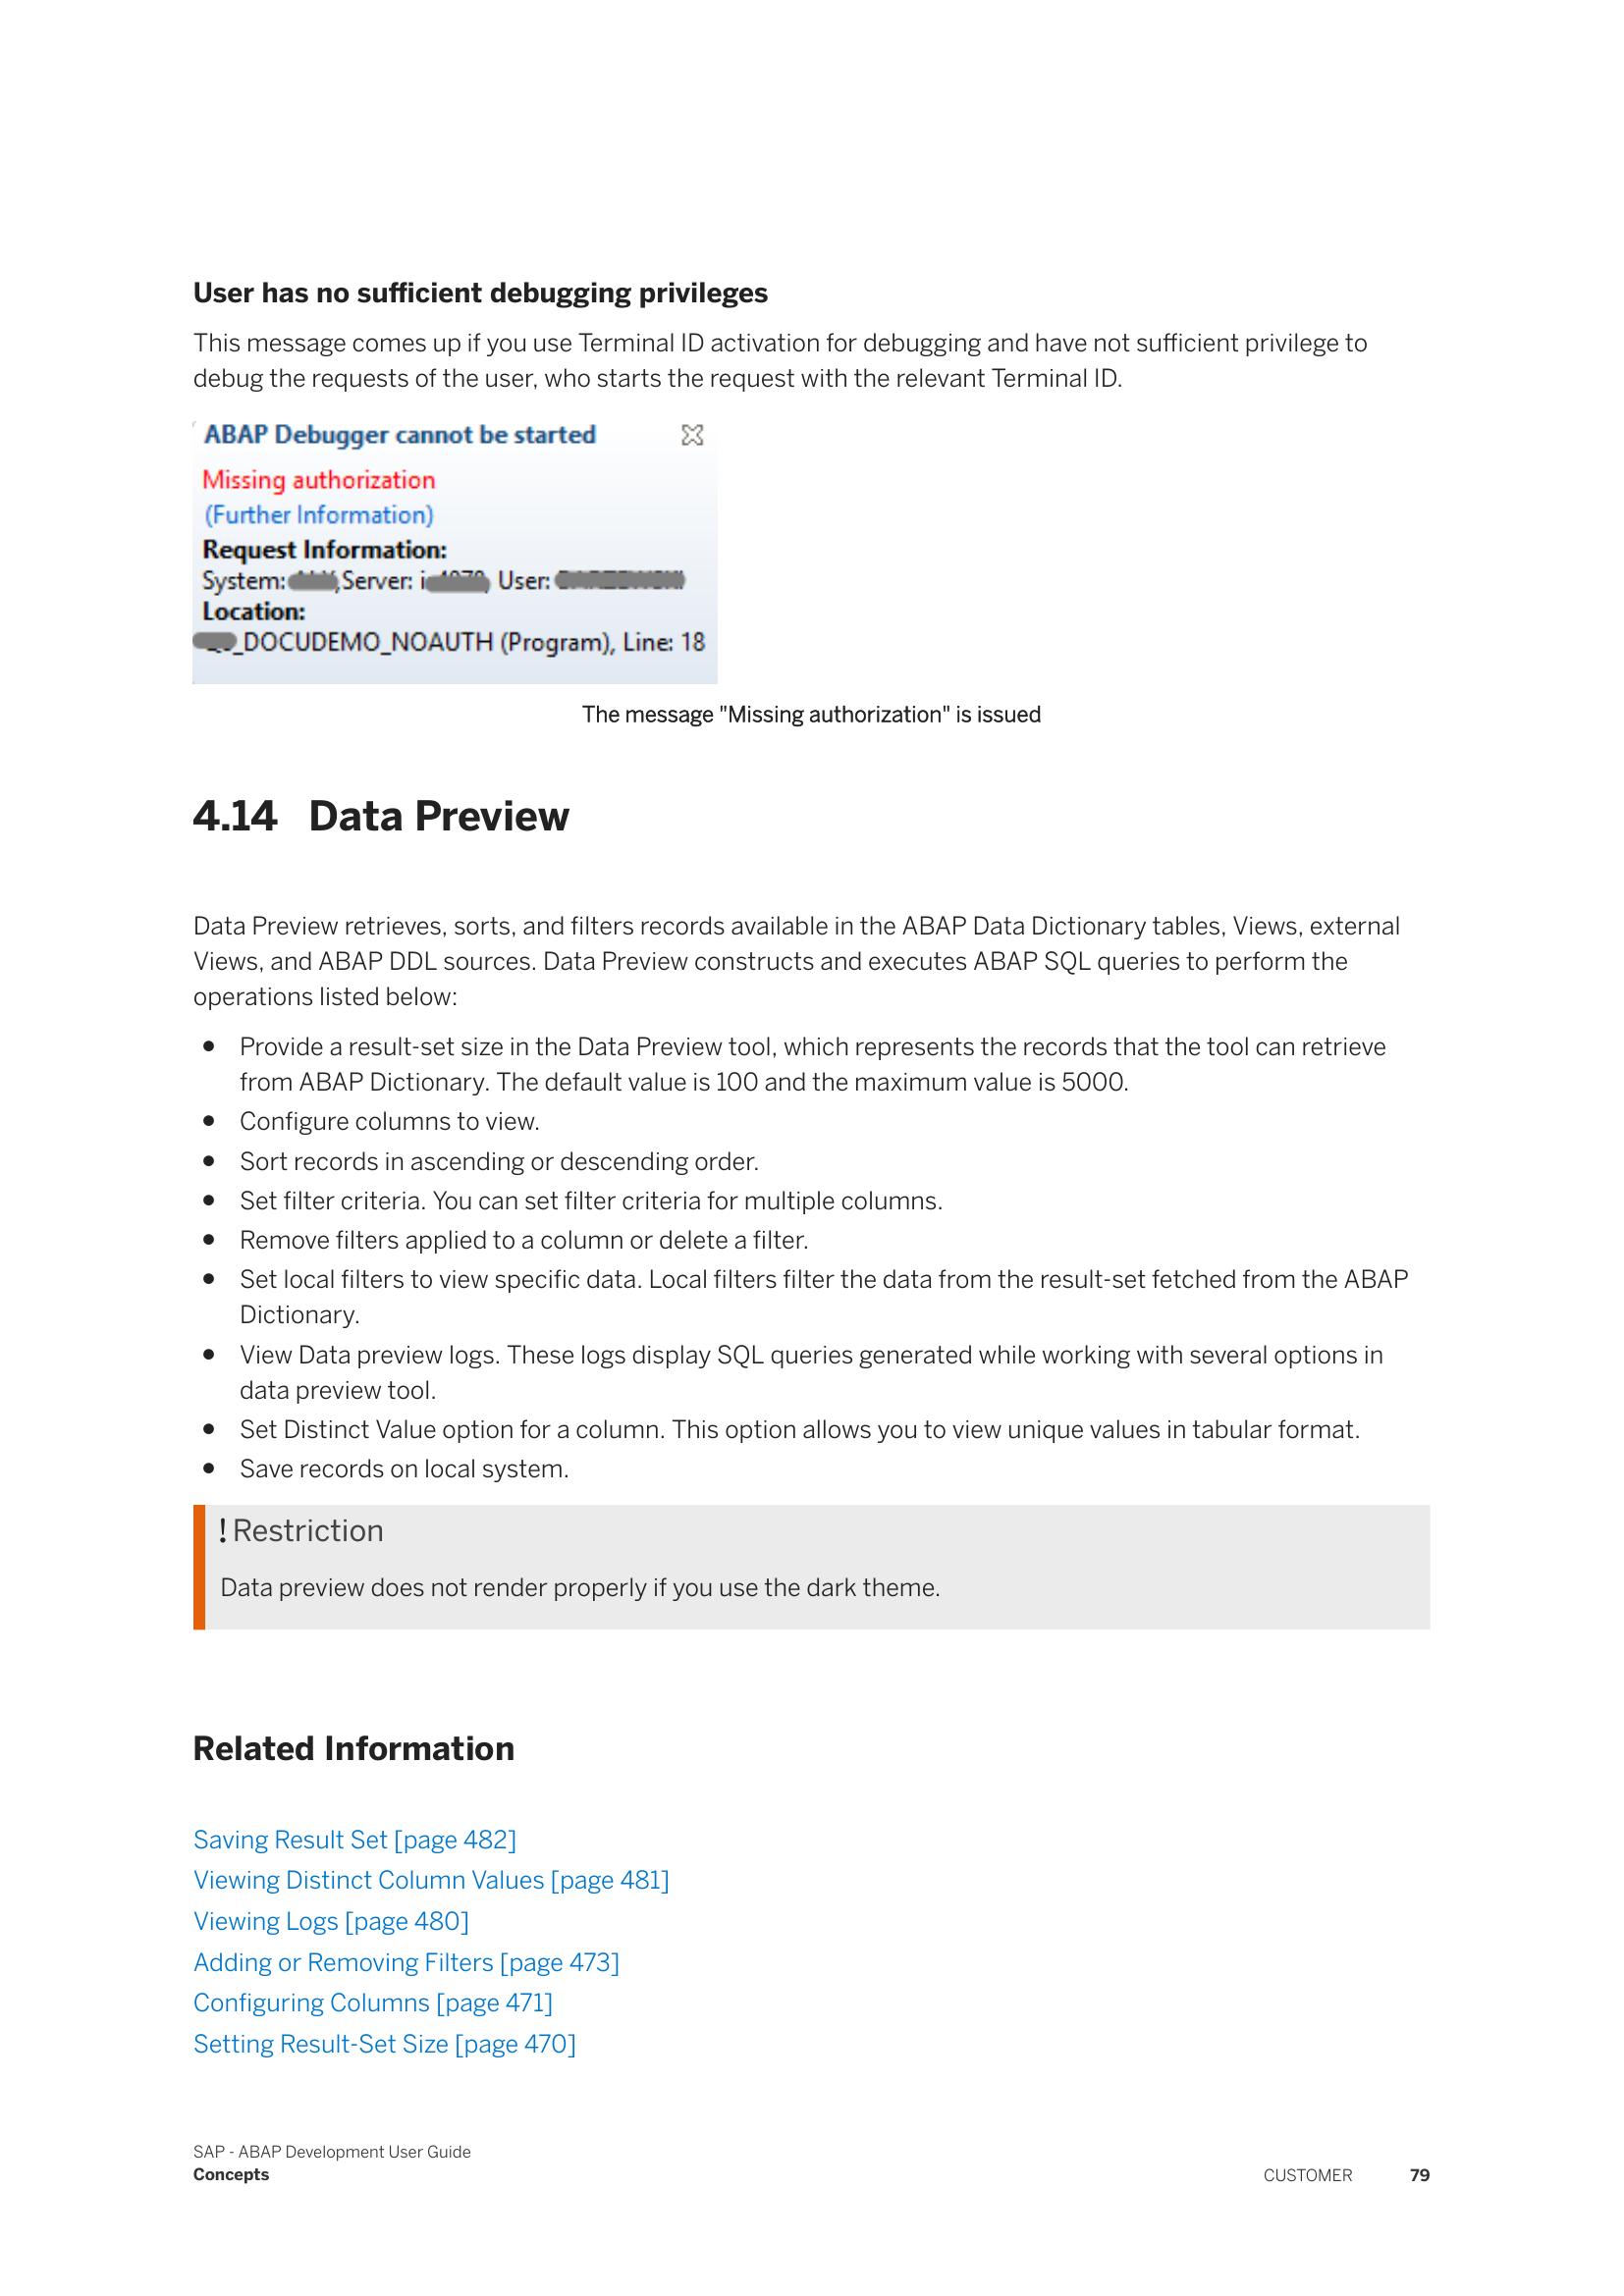 User has no sufficient debugging privileges
This message comes up if you use Terminal ID activation for debugging and have not sufficient privilege to
debug the requests of the user, who starts the request with the relevant Terminal ID.
ABAP Debugger cannot be started
Missing authorization
(Further Information)
Request Information:
System: ,Server: i , User:
Location:
_DOCUDEMO_NOAUTH (Program), Line: 18
The message "Missing authorization" is issued
4.14 Data Preview
Data Preview retrieves, sorts, and filters records available in the ABAP Data Dictionary tables, Views, external
Views, and ABAP DDL sources. Data Preview constructs and executes ABAP SQL queries to perform the
operations listed below:
● Provide a result-set size in the Data Preview tool, which represents the records that the tool can retrieve
from ABAP Dictionary. The default value is 100 and the maximum value is 5000.
● Configure columns to view.
● Sort records in ascending or descending order.
● Set filter criteria. You can set filter criteria for multiple columns.
● Remove filters applied to a column or delete a filter.
● Set local filters to view specific data. Local filters filter the data from the result-set fetched from the ABAP
Dictionary.
● View Data preview logs. These logs display SQL queries generated while working with several options in
data preview tool.
● Set Distinct Value option for a column. This option allows you to view unique values in tabular format.
● Save records on local system.
! Restriction
Data preview does not render properly if you use the dark theme.
Related Information
Saving Result Set [page 482]
Viewing Distinct Column Values [page 481]
Viewing Logs [page 480]
Adding or Removing Filters [page 473]
Configuring Columns [page 471]
Setting Result-Set Size [page 470]
SAP - ABAP Development User Guide
Concepts
CUSTOMER 79